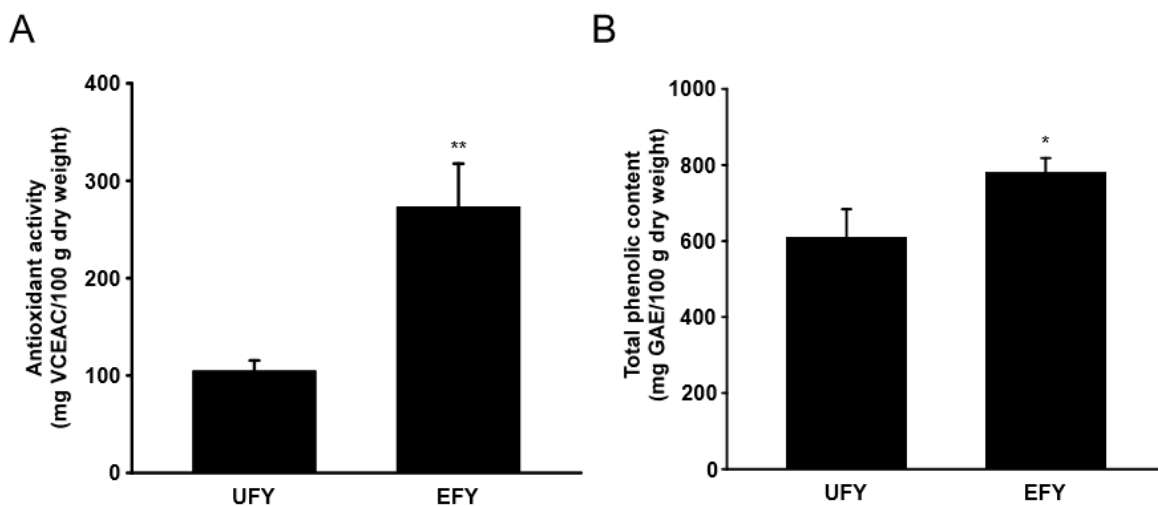 A
Antioxidant activity
(mg VCEAC/100 g dry weight)
400
300
200
100
0
**
UFY
EFY
B
Total phenolic content
(mg GAE/100 g dry weight)
1000
800
600
400
200
0
*
UFY
EFY